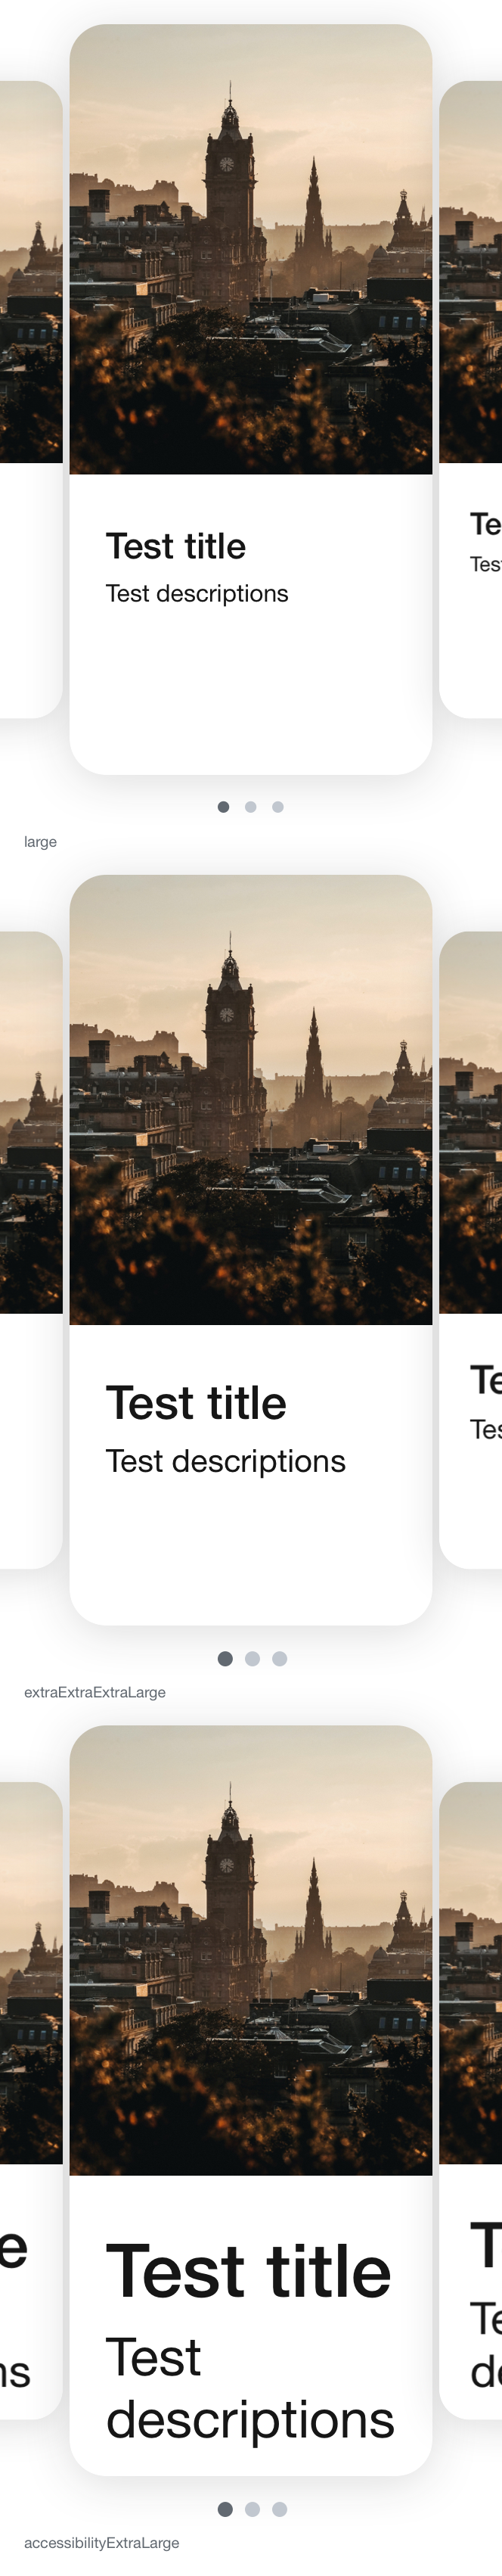 Test title
Te
Test descriptions
Tes
large
Test title
Te
Test descriptions
Tes
extraExtraExtraLarge
e
Test title
T
Test
Te
ns
descriptions
de
accessibilityExtraLarge